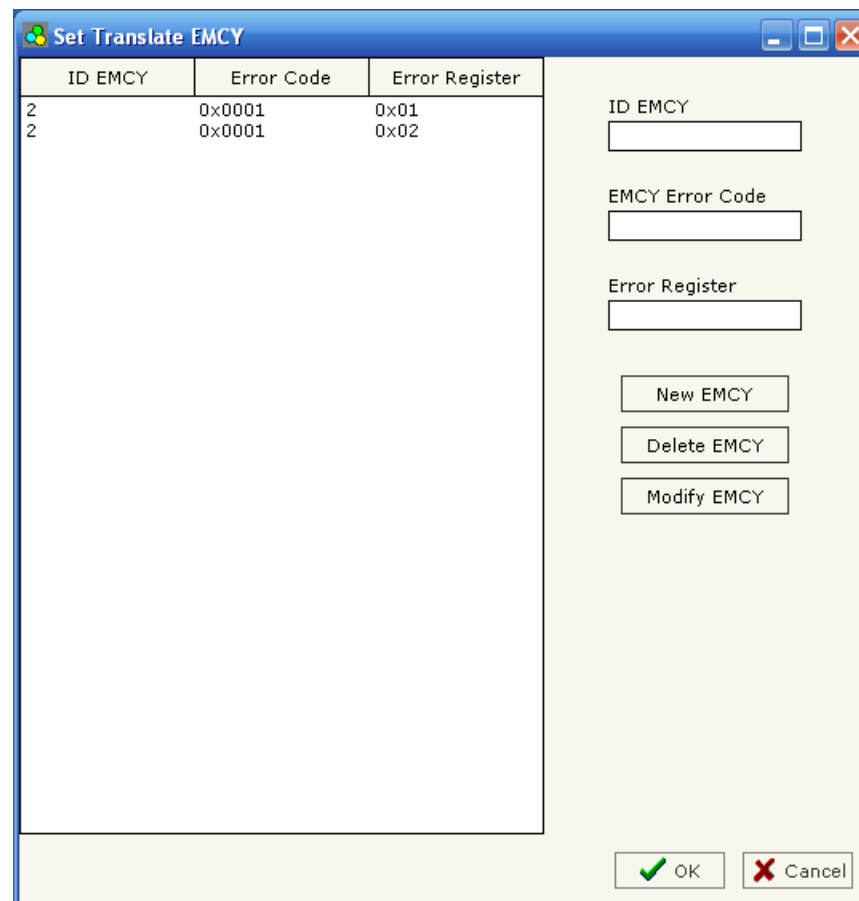 Set Translate EMCY
ID EMCY Error Code Error Register
2 0x0001 0x01
2 0x0001 0x02
ID EMCY
EMCY Error Code
Error Register
New EMCY
Delete EMCY
Modify EMCY
OK Cancel